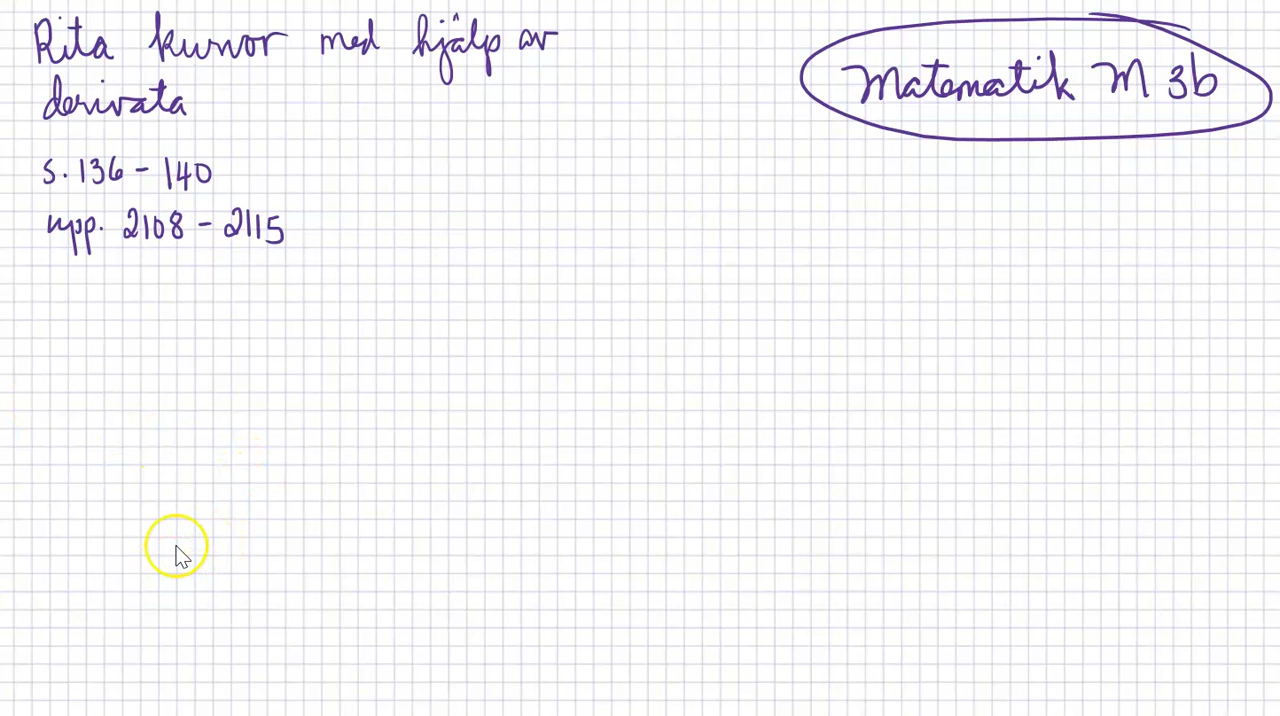 Rita kurvor med hjälp av
derivata
s. 136 - 140
upp. 2108 - 2115
Matematik M 3b